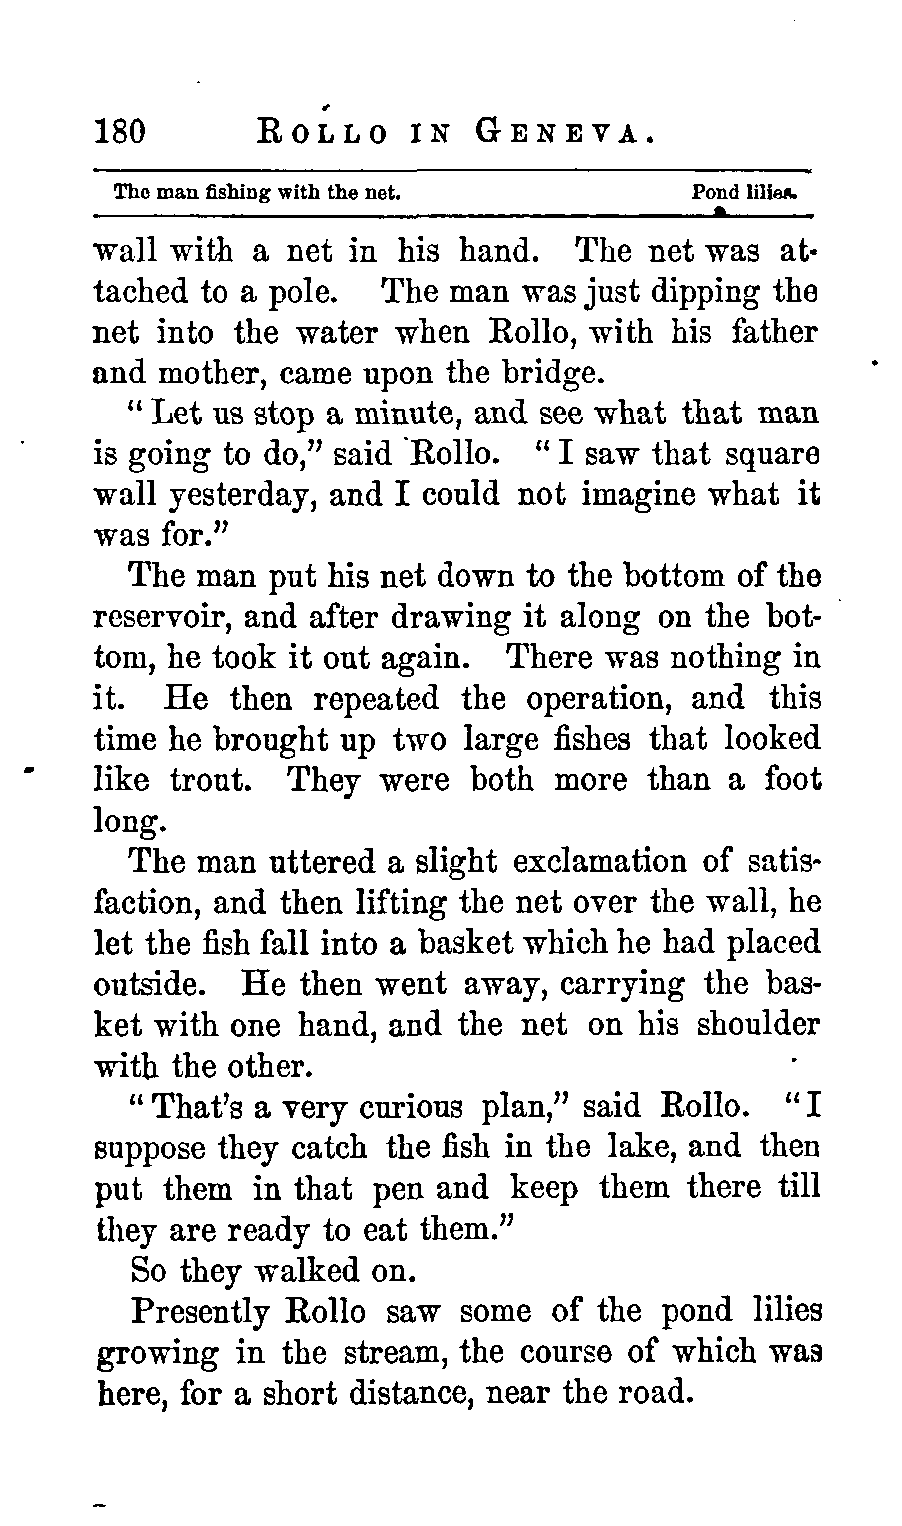 180 ROLLO IN GENEVA.
The man fishing with the net. Pond lilies.
wall with a net in his hand. The net was at-
tached to a pole. The man was just dipping the
net into the water when Rollo, with his father
and mother, came upon the bridge.
“Let us stop a minute, and see what that man
is going to do,” said Rollo. “I saw that square
wall yesterday, and I could not imagine what it
was for.”
The man put his net down to the bottom of the
reservoir, and after drawing it along on the bot-
tom, he took it out again. There was nothing in
it. He then repeated the operation, and this
time he brought up two large fishes that looked
like trout. They were both more than a foot
long.
The man uttered a slight exclamation of satis-
faction, and then lifting the net over the wall, he
let the fish fall into a basket which he had placed
outside. He then went away, carrying the bas-
ket with one hand, and the net on his shoulder
with the other.
“That’s a very curious plan,” said Rollo. “I
suppose they catch the fish in the lake, and then
put them in that pen and keep them there till
they are ready to eat them.”
So they walked on.
Presently Rollo saw some of the pond lilies
growing in the stream, the course of which was
here, for a short distance, near the road.